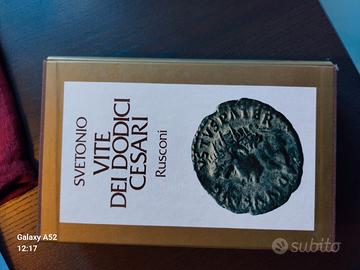 SVETONIO
VITE
DEI DODICI
CESARI
Rusconi
Galaxy A52
12:17
subito